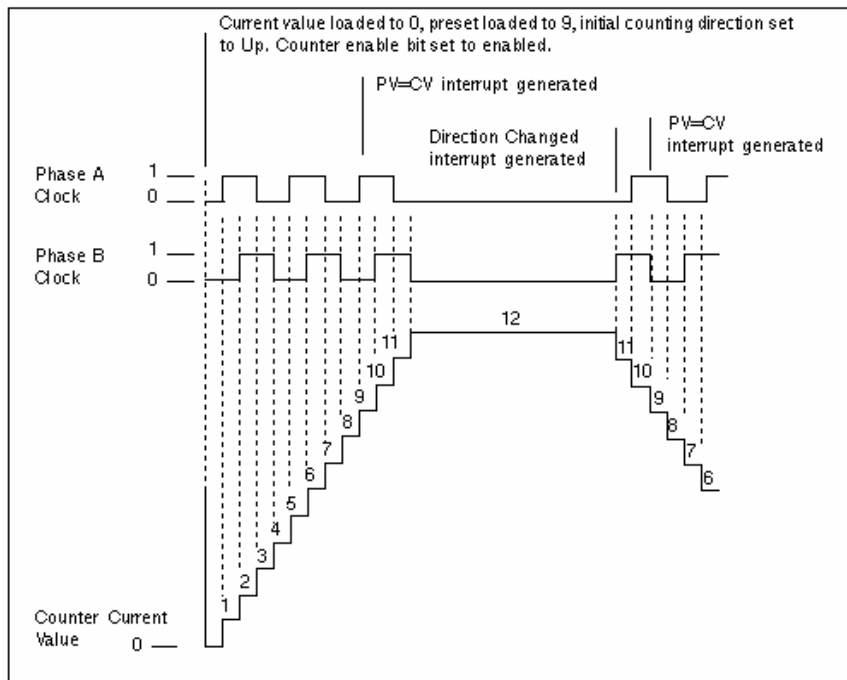 Current value loaded to 0, preset loaded to 9, initial counting direction set
to Up. Counter enable bit set to enabled.
PV=CV interrupt generated
PV=CV
interrupt generated
Direction Changed
interrupt generated
Phase A
Clock
1
0
Phase B
Clock
1
0
12
11
10
9
8
7
6
5
4
3
2
1
11
10
9
8
7
6
Counter Current
Value
0